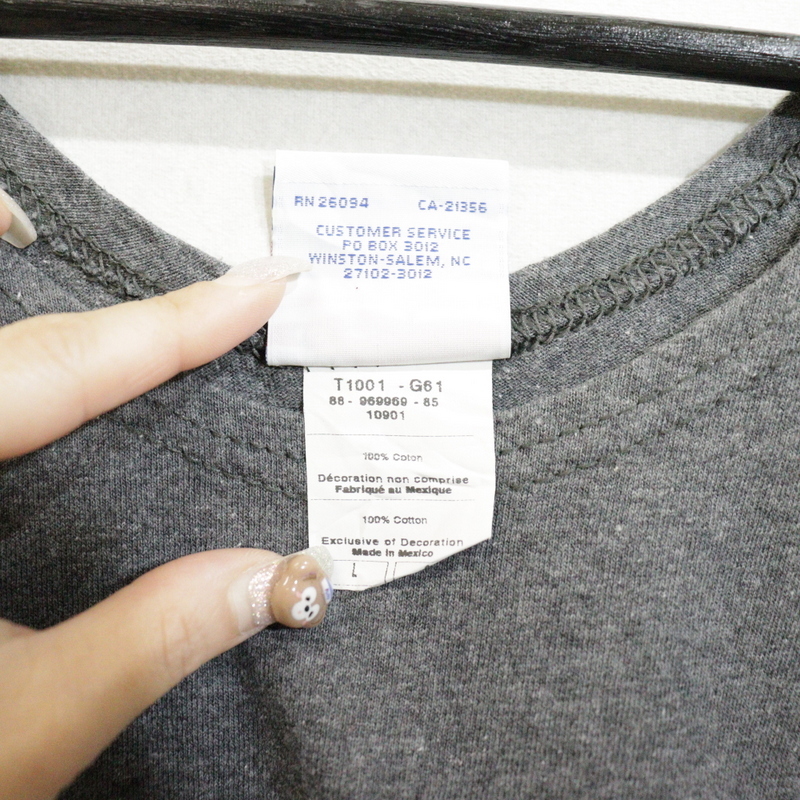 RN 26094 CA-21356
CUSTOMER SERVICE
PO BOX 3012
WINSTON-SALEM, NC
27102-3012
T1001 - G61
88 - 969969 - 85
10901
100% Coton
Décoration non comprise
Fabriqué au Mexique
100% Cotton
Exclusive of Decoration
Made in Mexico